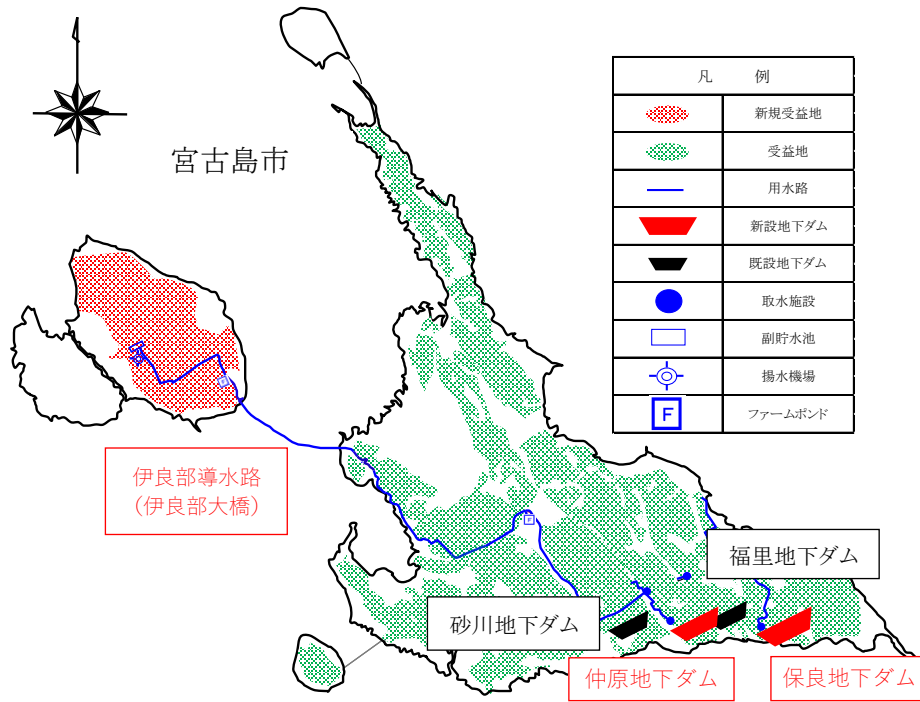 宮古島市
凡 例
新規受益地
受益地
用水路
新設地下ダム
既設地下ダム
取水施設
副貯水池
揚水機場
F
ファームポンド
伊良部導水路
(伊良部大橋)
F
福里地下ダム
砂川地下ダム
仲原地下ダム
保良地下ダム